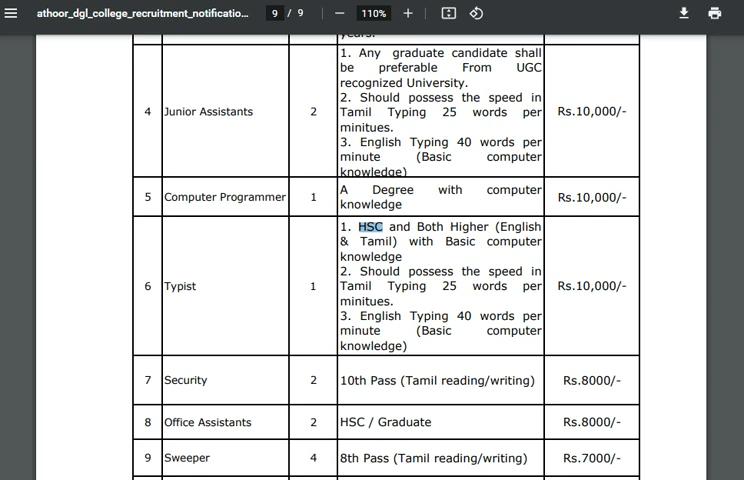 athoor_dgl_college_recruitment_notificatio... 9 / 9 110%
years.
1. Any graduate candidate shall
be preferable From UGC
recognized University.
2. Should possess the speed in
4 Junior Assistants 2 Tamil Typing 25 words per Rs.10,000/-
minitues.
3. English Typing 40 words per
minute (Basic computer
knowledge)
5 Computer Programmer 1 A Degree with computer Rs.10,000/-
knowledge
1. HSC and Both Higher (English
& Tamil) with Basic computer
knowledge
2. Should possess the speed in
6 Typist 1 Tamil Typing 25 words per Rs.10,000/-
minitues.
3. English Typing 40 words per
minute (Basic computer
knowledge)
7 Security 2 10th Pass (Tamil reading/writing) Rs.8000/-
8 Office Assistants 2 HSC / Graduate Rs.8000/-
9 Sweeper 4 8th Pass (Tamil reading/writing) Rs.7000/-